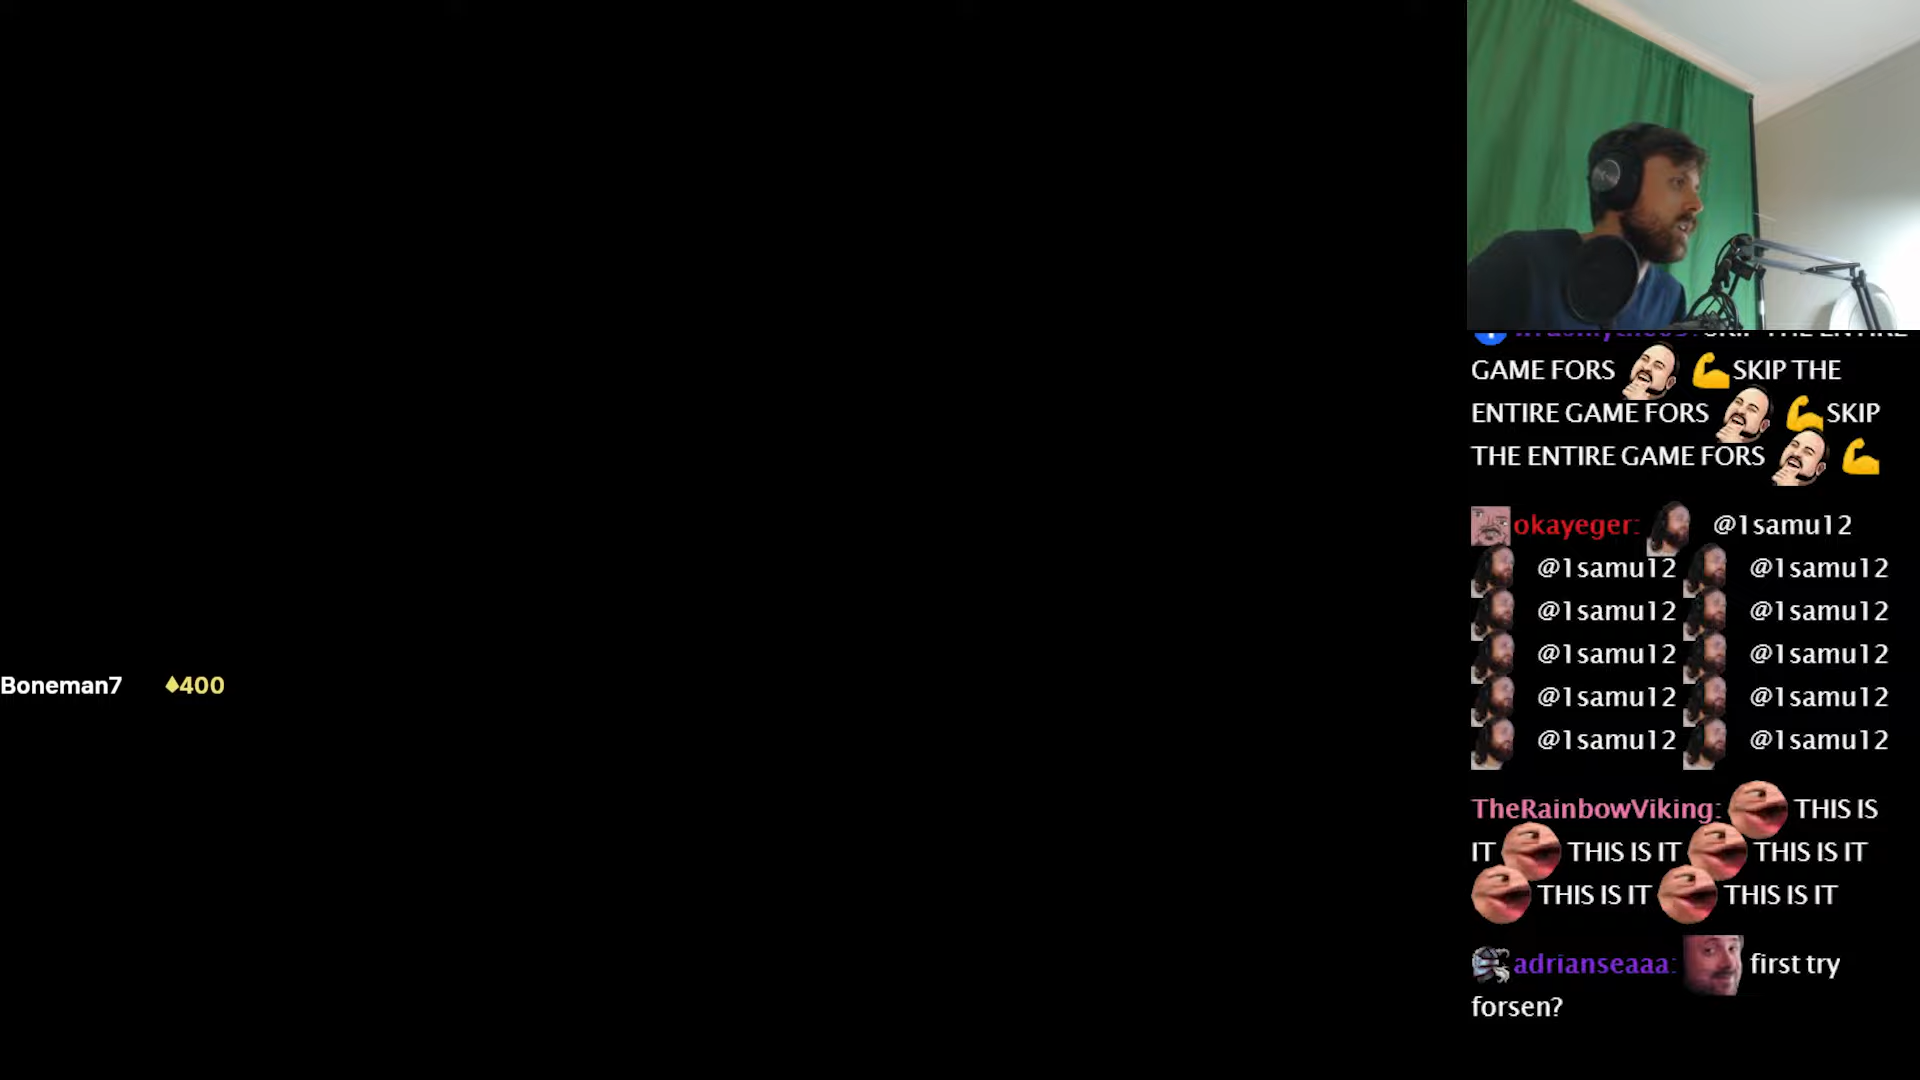 GAME FORS SKIP THE
ENTIRE GAME FORS SKIP
THE ENTIRE GAME FORS
okayeger: @1samu12
@1samu12 @1samu12
@1samu12 @1samu12
@1samu12 @1samu12
@1samu12 @1samu12
@1samu12 @1samu12
Boneman7 400
TheRainbowViking: THIS IS
IT THIS IS IT THIS IS IT
THIS IS IT THIS IS IT
adrianseaaa: first try
forsen?